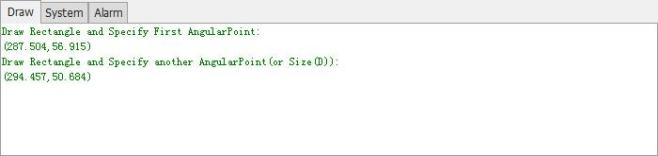 Draw System Alarm
Draw Rectangle and Specify First AngularPoint:
(287.504,56.915)
Draw Rectangle and Specify another AngularPoint(or Size(D)):
(294.457,50.684)